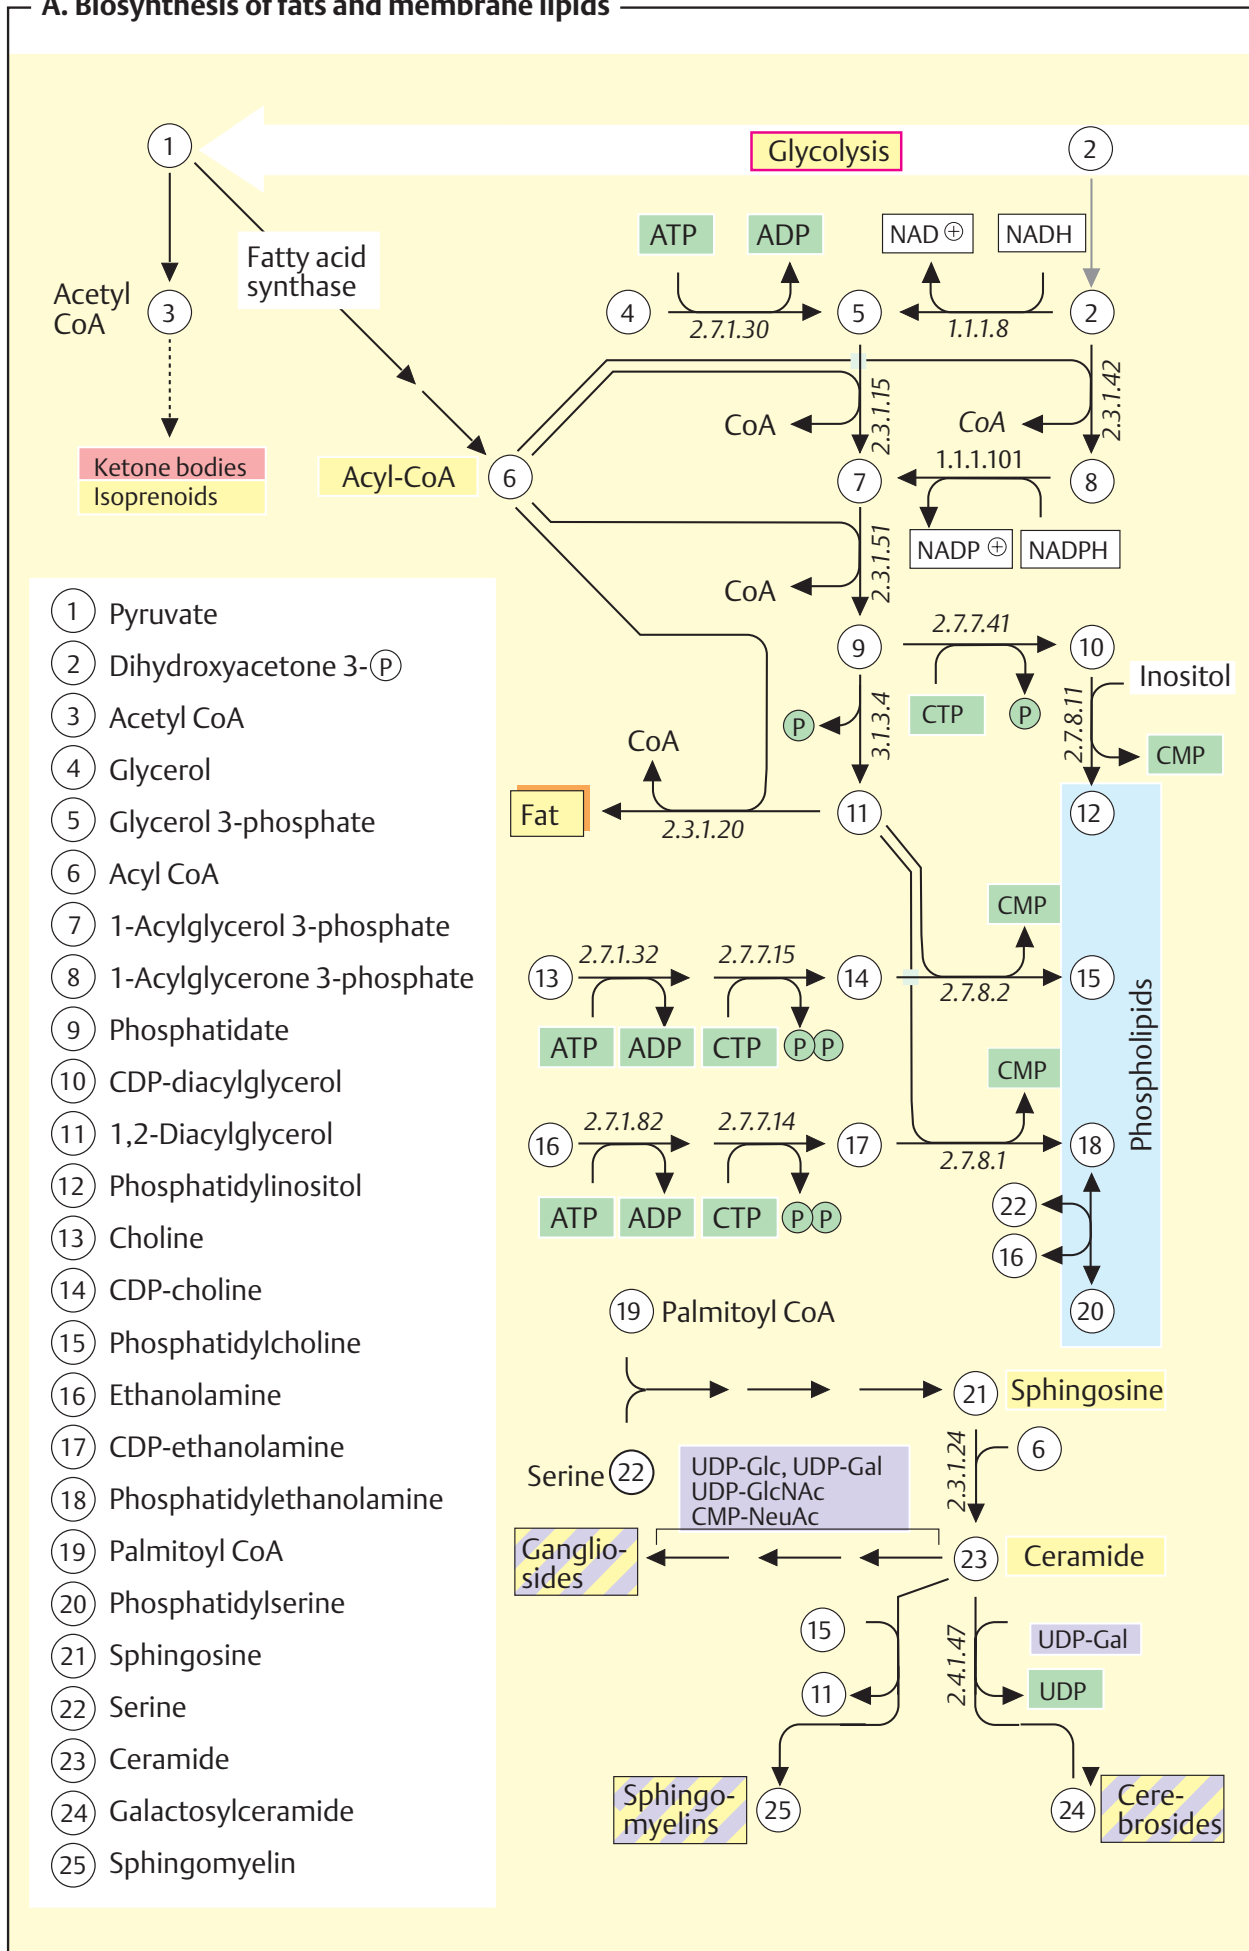 A. Biosynthesis of fats and membrane lipids
1
Glycolysis
2
ATP
ADP
NAD⊕
NADH
Fatty acid
synthase
Acetyl
CoA
3
4
2.7.1.30
5
1.1.1.8
2
2.3.1.15
2.3.1.42
CoA
CoA
Ketone bodies
Isoprenoids
Acyl-CoA
6
7
1.1.1.101
8
NADP⊕
NADPH
2.3.1.51
CoA
9
2.7.7.41
10
Inositol
CTP
P
2.7.8.11
CMP
P
3.1.3.4
CoA
Fat
2.3.1.20
11
12
CMP
13
2.7.1.32
2.7.7.15
14
2.7.8.2
15
ATP
ADP
CTP
P P
Phospholipids
CMP
16
2.7.1.82
2.7.7.14
17
2.7.8.1
18
ATP
ADP
CTP
P P
22
16
20
19 Palmitoyl CoA
21 Sphingosine
Serine 22
2.3.1.24
6
UDP-Glc, UDP-Gal
UDP-GlcNAc
CMP-NeuAc
Ganglio-
sides
23 Ceramide
15
11
2.4.1.47
UDP-Gal
UDP
Sphingo-
myelins
25
24
Cere-
brosides
1 Pyruvate
2 Dihydroxyacetone 3-P
3 Acetyl CoA
4 Glycerol
5 Glycerol 3-phosphate
6 Acyl CoA
7 1-Acylglycerol 3-phosphate
8 1-Acylglycerone 3-phosphate
9 Phosphatidate
10 CDP-diacylglycerol
11 1,2-Diacylglycerol
12 Phosphatidylinositol
13 Choline
14 CDP-choline
15 Phosphatidylcholine
16 Ethanolamine
17 CDP-ethanolamine
18 Phosphatidylethanolamine
19 Palmitoyl CoA
20 Phosphatidylserine
21 Sphingosine
22 Serine
23 Ceramide
24 Galactosylceramide
25 Sphingomyelin